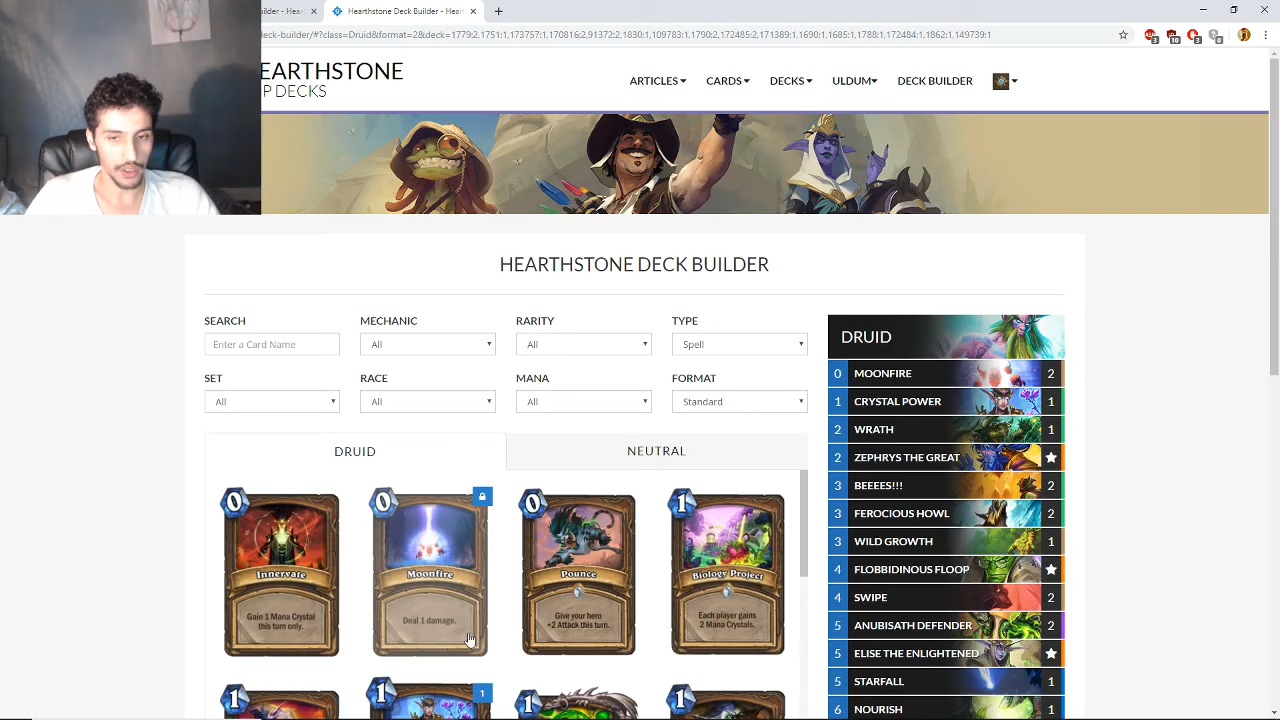 rds Deck Builder - Hear
deck-builder/#?class=Druid&format=2&deck=1779:2,1751:1,173757:1,170816:2,91372:2,1830:1,109783:1,1790:2,172485:2,171389:1,1690:1,1685:1,1788:1,172484:1,1862:1,149739:1
3 10 3 0
EARTHSTONE
P DECKS
ARTICLES CARDS DECKS ULDUM DECK BUILDER
HEARTHSTONE DECK BUILDER
SEARCH MECHANIC RARITY TYPE
Enter a Card Name All All Spell
SET RACE MANA FORMAT
All All All Standard
DRUID NEUTRAL
0 0 0 1
Innervate Moonfire Pounce Biology Project
Gain 1 Mana Crystal
this turn only.
Deal 1 damage.
Give your hero
+2 Attack this turn.
Each player gains
2 Mana Crystals.
1 1 1 1 1
DRUID
0 MOONFIRE 2
1 CRYSTAL POWER 1
2 WRATH 1
2 ZEPHRYS THE GREAT
3 BEEEES!!! 2
3 FEROCIOUS HOWL 2
3 WILD GROWTH 1
4 FLOBBIDINOUS FLOOP
4 SWIPE 2
5 ANUBISATH DEFENDER 2
5 ELISE THE ENLIGHTENED
5 STARFALL 1
6 NOURISH 1